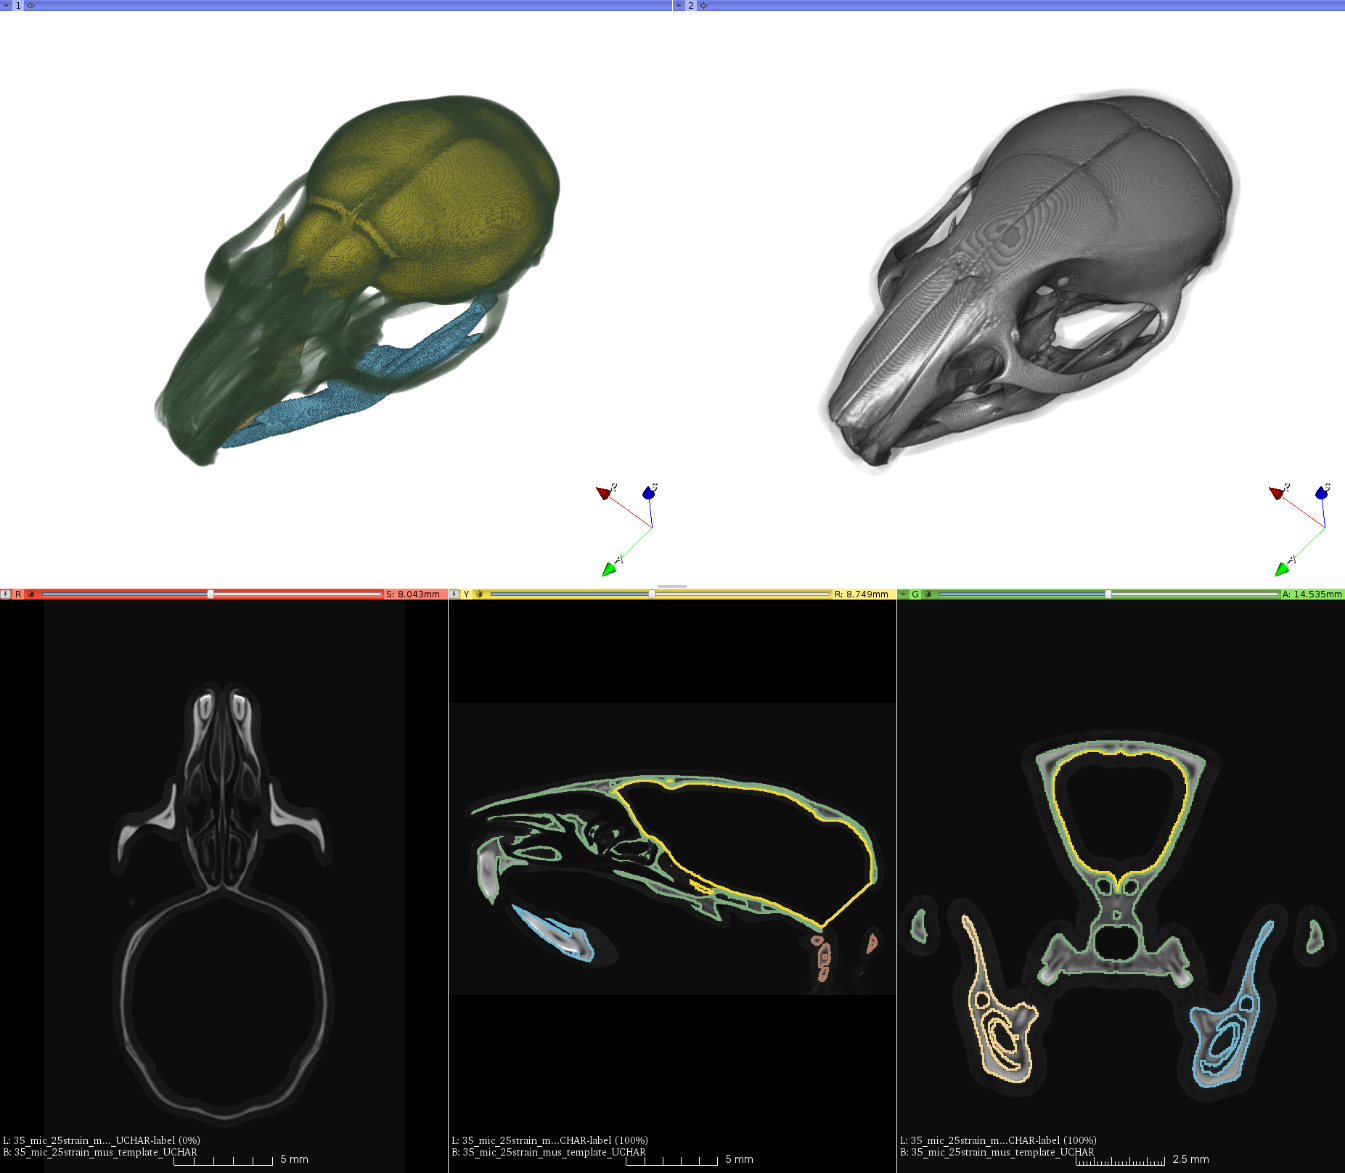 1
2
R
S
A
R
S
A
R
S: 8.043mm
Y
R: 8.749mm
G
A: 14.535mm
L: 35_mic_25strain_m..._UCHAR-label (0%)
B: 35_mic_25strain_mus_template_UCHAR
5 mm
L: 35_mic_25strain_m...CHAR-label (100%)
B: 35_mic_25strain_mus_template_UCHAR
5 mm
L: 35_mic_25strain_m...CHAR-label (100%)
B: 35_mic_25strain_mus_template_UCHAR
2.5 mm